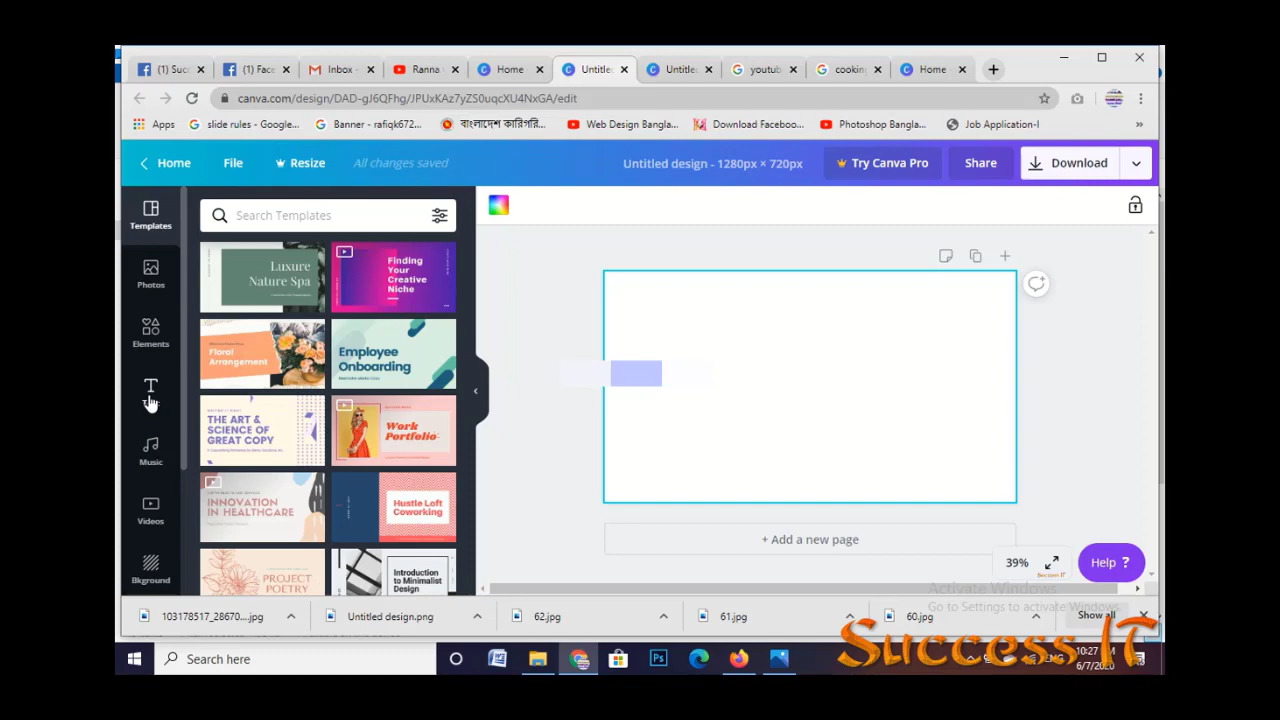 (1) Suc
(1) Face
Inbox -
Ranna
Home
Untitle
Untitle
youtub
cooking
Home
canva.com/design/DAD-gJ6QFhg/JPUxKAz7yZS0uqcXU4NxGA/edit
Apps
slide rules - Google...
Banner - rafiqk672...
বাংলাদেশ কারিগরি...
Web Design Bangla...
Download Faceboo...
Photoshop Bangla...
Job Application-I
»
Home
File
Resize
All changes saved
Untitled design - 1280px × 720px
Try Canva Pro
Share
Download
Templates
Photos
Elements
Music
Videos
Bkground
Search Templates
Luxure
Nature Spa
Finding
Your
Creative
Niche
Floral
Arrangement
Employee
Onboarding
THE ART &
SCIENCE OF
GREAT COPY
Work
Portfolio
INNOVATION
IN HEALTHCARE
Hustle Loft
Coworking
PROJECT
POETRY
Introduction
to Minimalist
Design
+ Add a new page
39%
Success IT
Help ?
Activate Windows
Go to Settings to activate Windows.
103178517_28670....jpg
Untitled design.png
62.jpg
61.jpg
60.jpg
Show all
Search here
Success IT
ENG
10:27 
6/7/2020